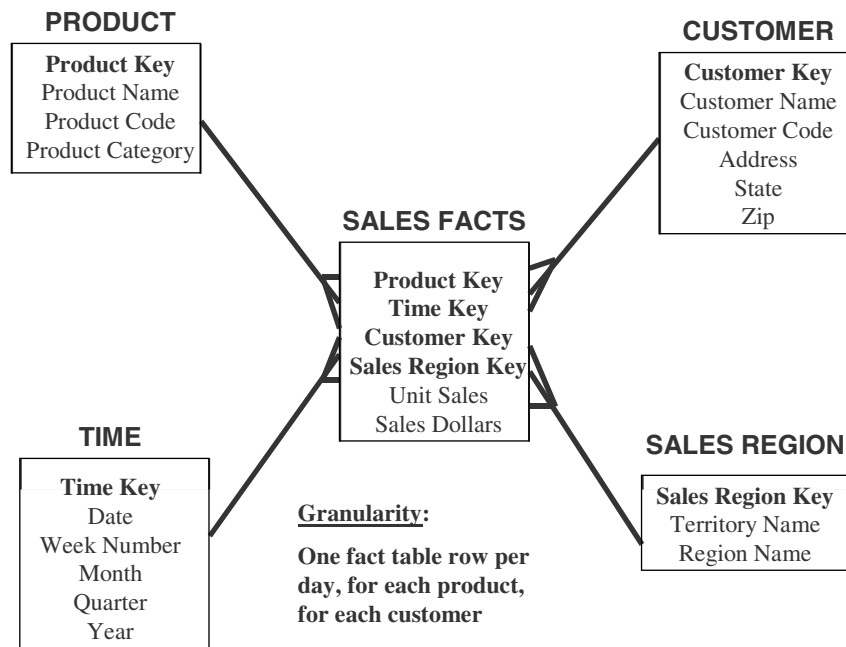 PRODUCT
Product Key
Product Name
Product Code
Product Category
CUSTOMER
Customer Key
Customer Name
Customer Code
Address
State
Zip
SALES FACTS
Product Key
Time Key
Customer Key
Sales Region Key
Unit Sales
Sales Dollars
TIME
Time Key
Date
Week Number
Month
Quarter
Year
SALES REGION
Sales Region Key
Territory Name
Region Name
Granularity:
One fact table row per
day, for each product,
for each customer